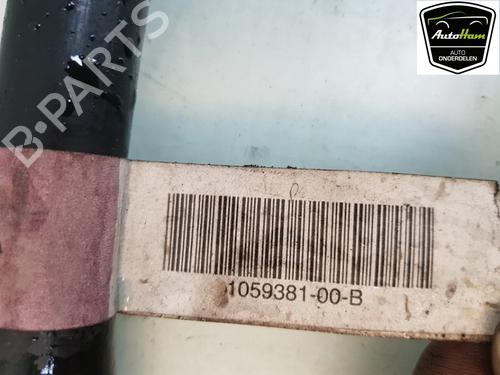 AutoHam
AUTO
ONDERDELEN
B-PARTS
1059381-00-B